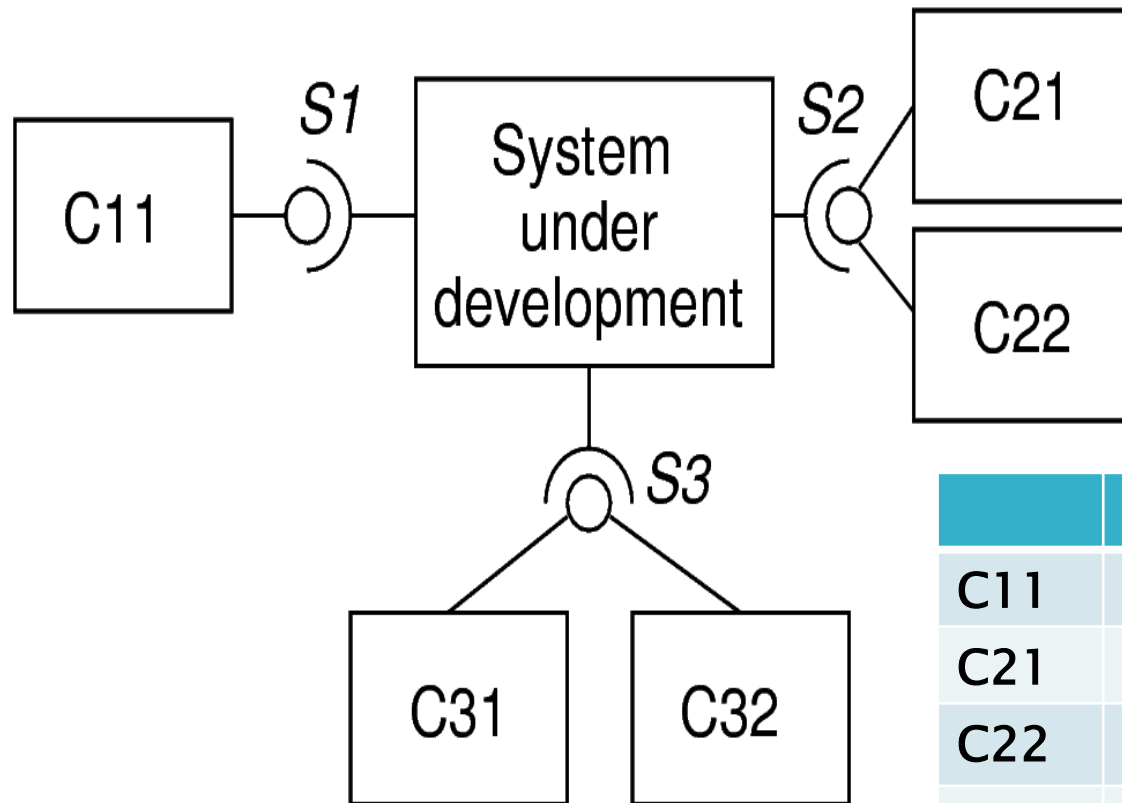 S1
S2
S3
C11
System
under
development
C21
C22
C31
C32
C11
C21
C22